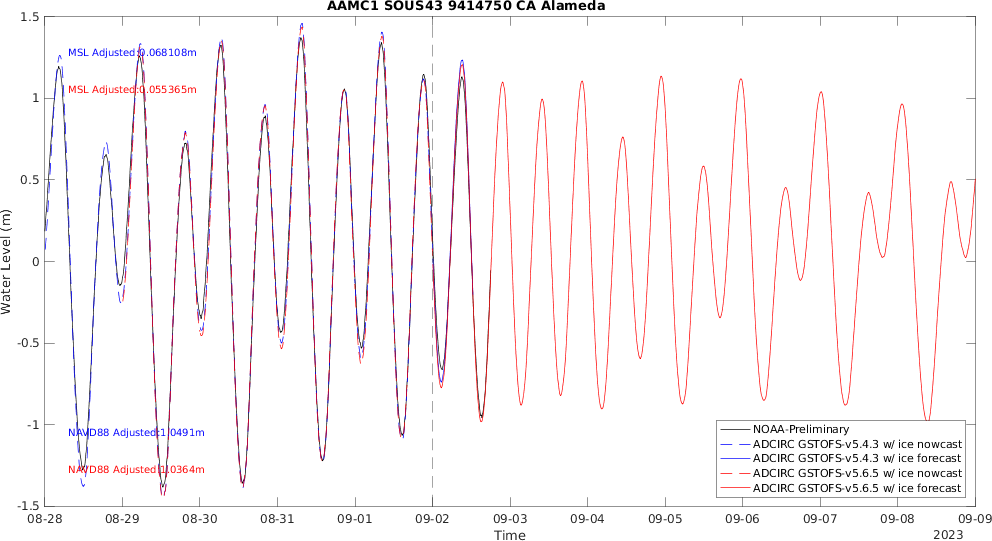 AAMC1 SOUS43 9414750 CA Alameda
1.5
1
0.5
0
-0.5
-1
-1.5
Water Level (m)
MSL Adjusted:0.068108m
MSL Adjusted:0.055365m
NAVD88 Adjusted:1.0491m
NAVD88 Adjusted:1.0364m
NOAA-Preliminary
ADCIRC GSTOFS-v5.4.3 w/ ice nowcast
ADCIRC GSTOFS-v5.4.3 w/ ice forecast
ADCIRC GSTOFS-v5.6.5 w/ ice nowcast
ADCIRC GSTOFS-v5.6.5 w/ ice forecast
08-28 08-29 08-30 08-31 09-01 09-02 09-03 09-04 09-05 09-06 09-07 09-08 09-09
Time
2023